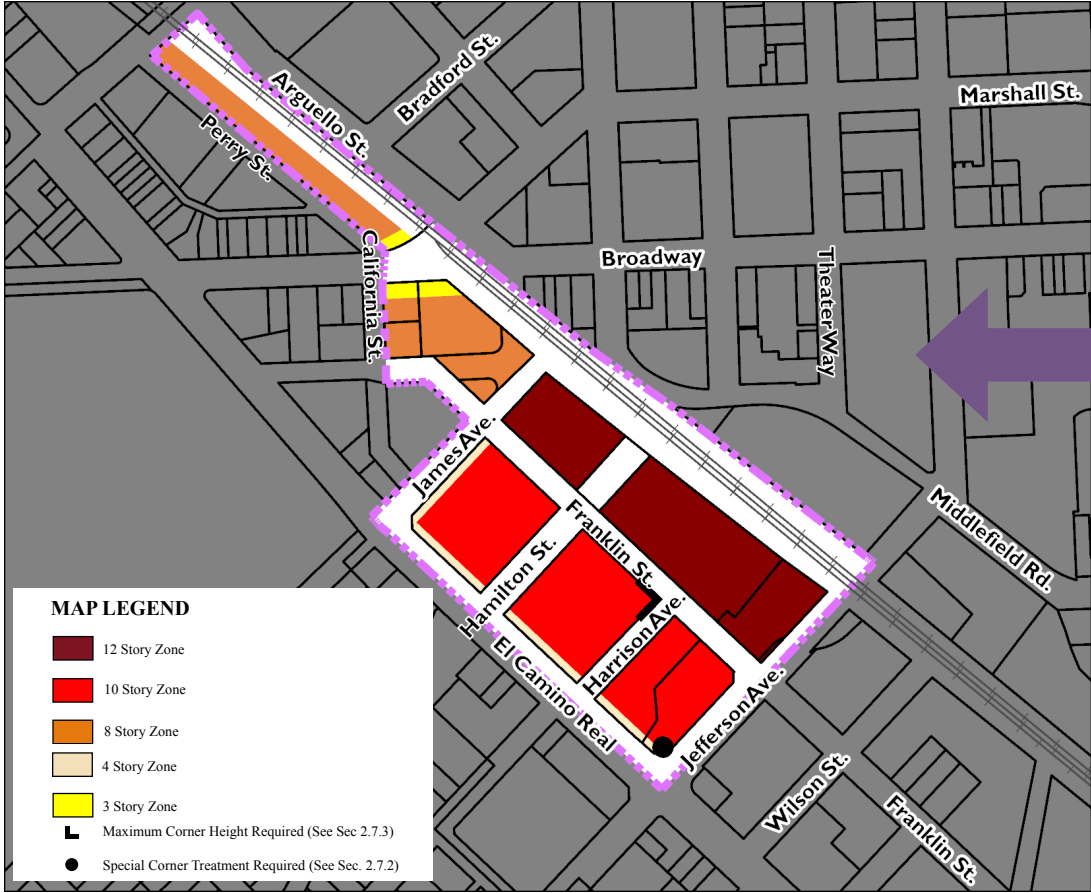 Bradford St.
Arguello St.
Marshall St.
Perry St.
California St.
Broadway
Theater Way
James Ave.
Franklin St.
Middlefield Rd.
Hamilton St.
Harrison Ave.
El Camino Real
Jefferson Ave.
Wilson St.
Franklin St.
MAP LEGEND
12 Story Zone
10 Story Zone
8 Story Zone
4 Story Zone
3 Story Zone
Maximum Corner Height Required (See Sec 2.7.3)
Special Corner Treatment Required (See Sec. 2.7.2)